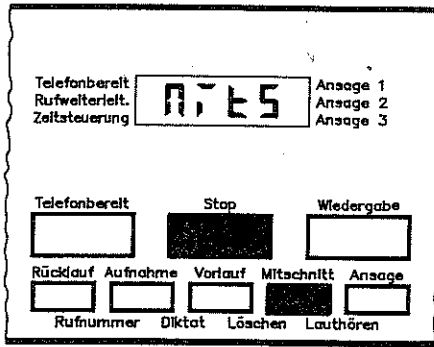 Telefonbereit
Rufweiterleit.
Zeitsteuerung
MitS
Ansage 1
Ansage 2
Ansage 3
Telefonbereit Stop Wiedergabe
Rücklauf Aufnahme Vorlauf Mitschnitt Ansage
Rufnummer Diktat Löschen Lauthören